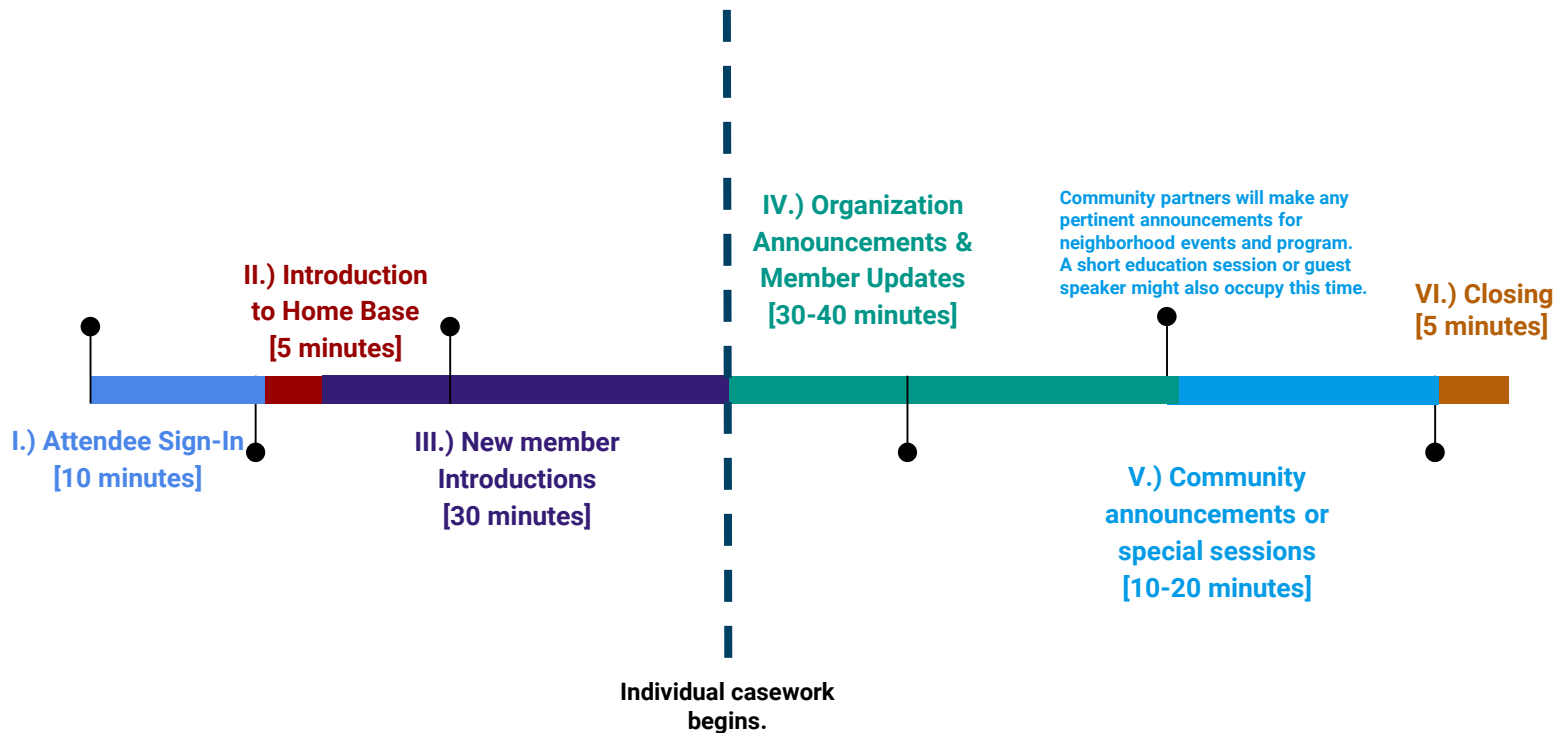 I.) Attendee Sign-In
[10 minutes]
II.) Introduction
to Home Base
[5 minutes]
III.) New member
Introductions
[30 minutes]
Individual casework
begins.
IV.) Organization
Announcements &
Member Updates
[30-40 minutes]
Community partners will make any
pertinent announcements for
neighborhood events and program.
A short education session or guest
speaker might also occupy this time.
V.) Community
announcements or
special sessions
[10-20 minutes]
VI.) Closing
[5 minutes]